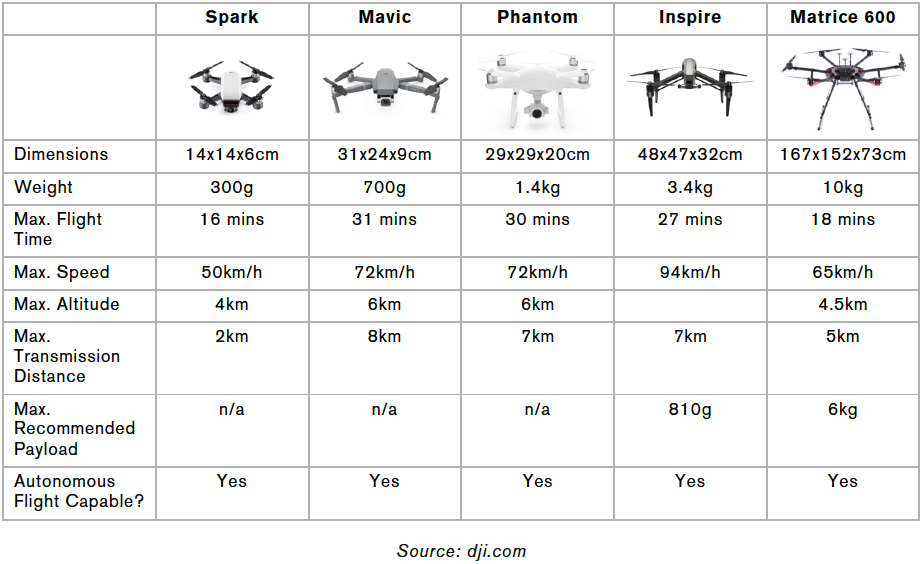 Spark Mavic Phantom Inspire Matrice 600
Dimensions 14x14x6cm 31x24x9cm 29x29x20cm 48x47x32cm 167x152x73cm
Weight 300g 700g 1.4kg 3.4kg 10kg
Max. Flight 16 mins 31 mins 30 mins 27 mins 18 mins
Time
Max. Speed 50km/h 72km/h 72km/h 94km/h 65km/h
Max. Altitude 4km 6km 6km 4.5km
Max. 2km 8km 7km 7km 5km
Transmission
Distance
Max. n/a n/a n/a 810g 6kg
Recommended
Payload
Autonomous Yes Yes Yes Yes Yes
Flight Capable?
Source: dji.com